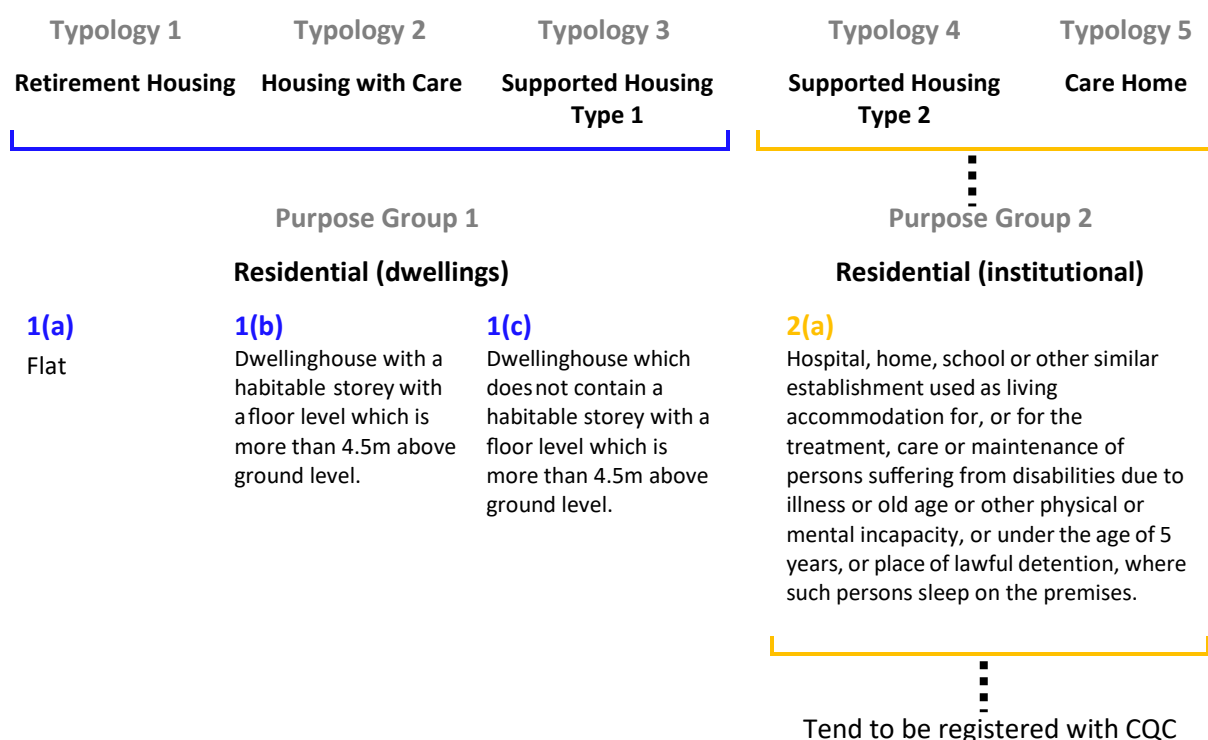 Typology 1
Typology 2
Typology 3
Typology 4
Typology 5
Retirement Housing
Housing with Care
Supported Housing
Type 1
Supported Housing
Type 2
Care Home
Purpose Group 1
Residential (dwellings)
1(a)
Flat
1(b)
Dwellinghouse with a
habitable storey with
a floor level which is
more than 4.5m above
ground level.
1(c)
Dwellinghouse which
does not contain a
habitable storey with a
floor level which is
more than 4.5m above
ground level.
Purpose Group 2
Residential (institutional)
2(a)
Hospital, home, school or other similar
establishment used as living
accommodation for, or for the
treatment, care or maintenance of
persons suffering from disabilities due to
illness or old age or other physical or
mental incapacity, or under the age of 5
years, or place of lawful detention, where
such persons sleep on the premises.
Tend to be registered with CQC